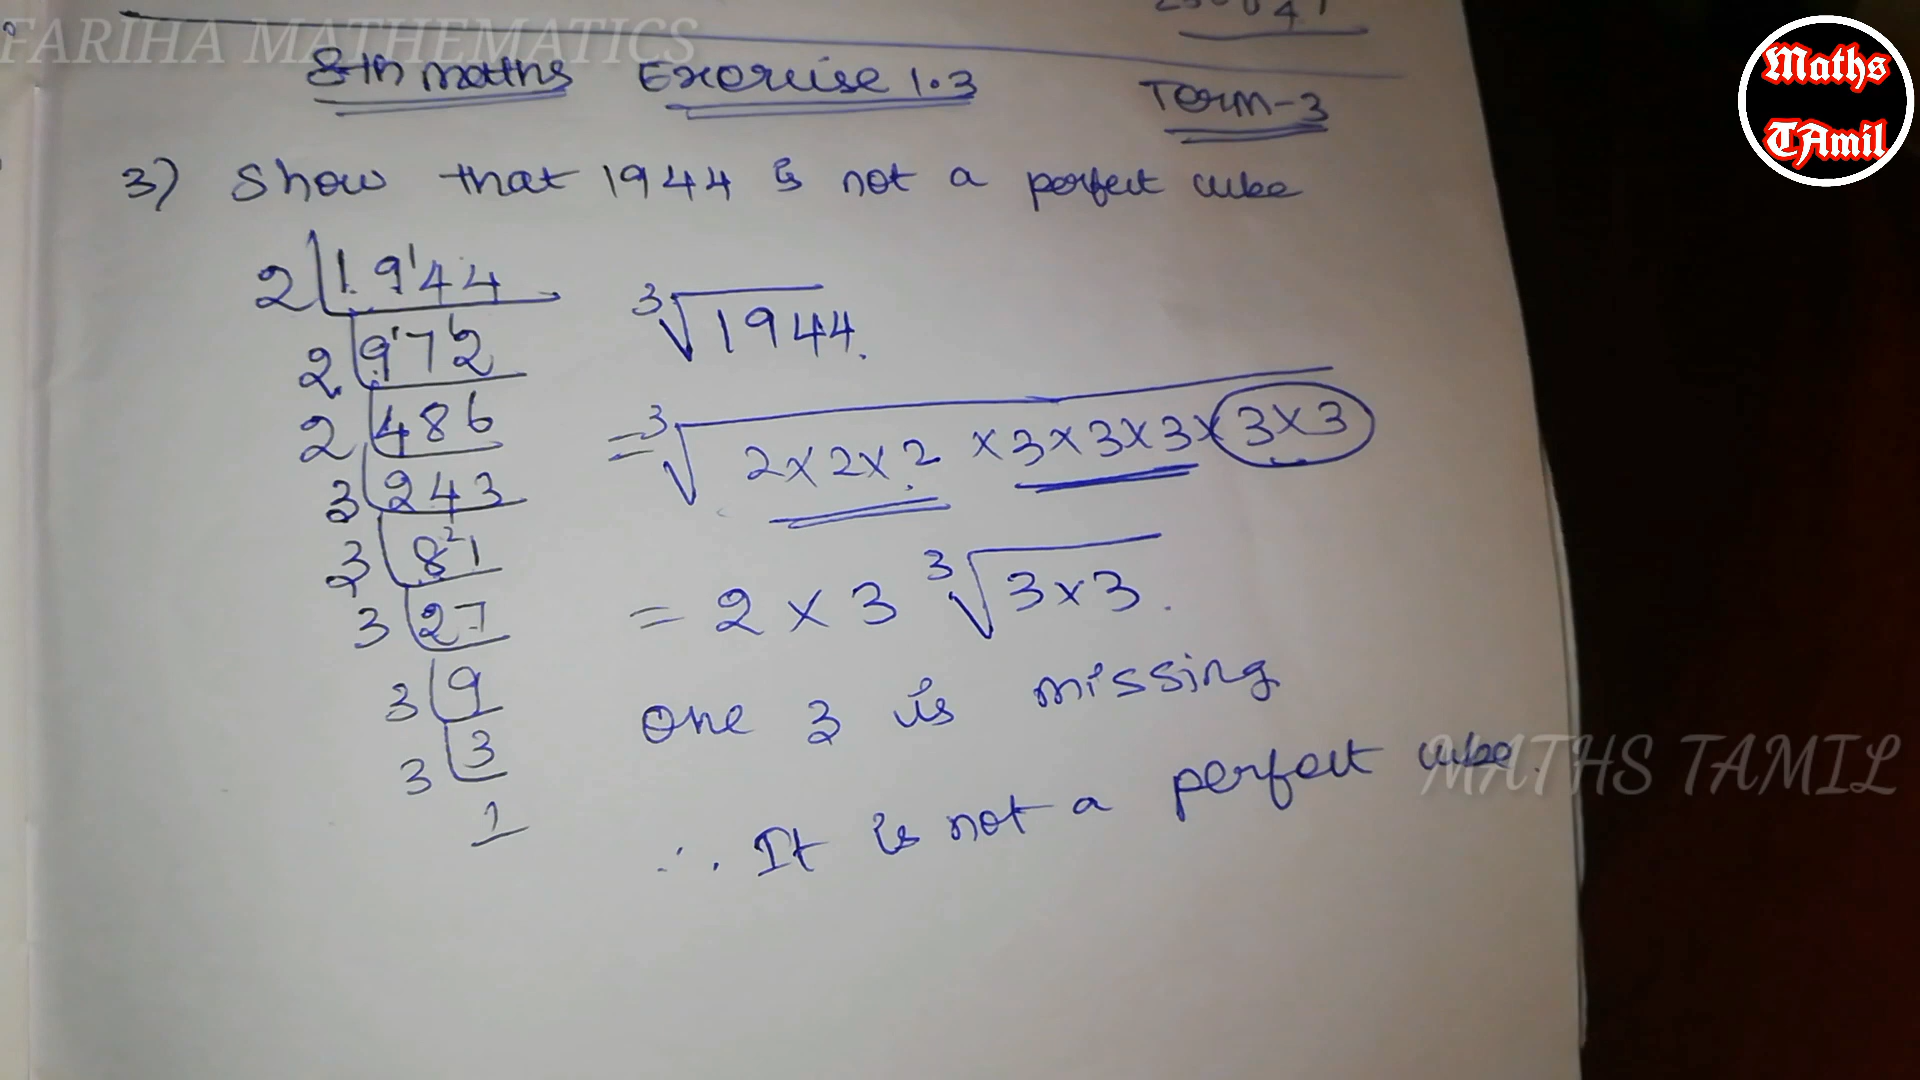 FARIHA MATHEMATICS
8th maths Exercise 1.3
Term-3
Maths
TAmil
3) Show that 1944 is not a perfect cube
2 | 1944
2 | 972
2 | 486
3 | 243
3 | 81
3 | 27
3 | 9
3 | 3
1
∛1944.
= ∛2×2×2 ×3×3×3×3×3
= 2 × 3 ∛3×3.
One 3 is missing
∴ It is not a perfect cube.
MATHS TAMIL